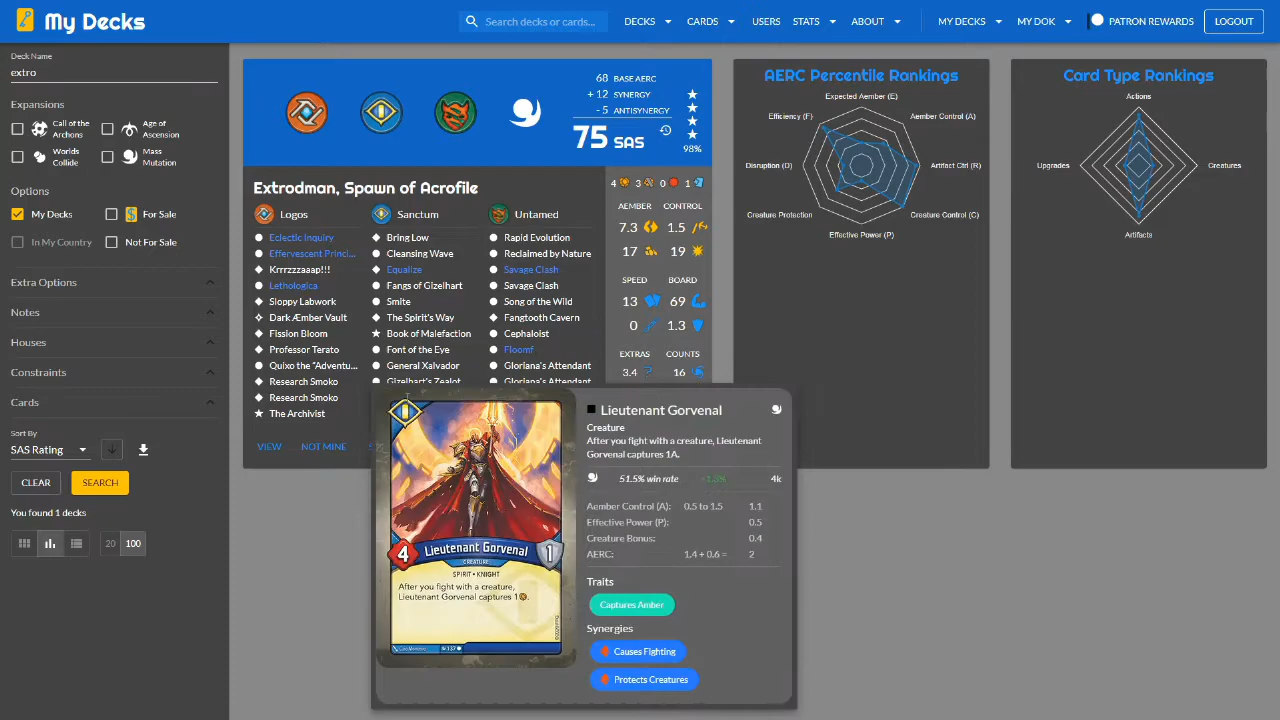 My Decks
Search decks or cards...
DECKS
CARDS
USERS
STATS
ABOUT
MY DECKS
MY DOK
PATRON REWARDS
LOGOUT
Deck Name
extro
Expansions
Call of the Archons
Age of Ascension
Worlds Collide
Mass Mutation
Options
My Decks
For Sale
In My Country
Not For Sale
Extra Options
Notes
Houses
Constraints
Cards
Sort By
SAS Rating
CLEAR
SEARCH
You found 1 decks
20
100
68 BASE AERC
+ 12 SYNERGY
- 5 ANTISYNERGY
75 SAS
98%
Extrodman, Spawn of Acrofile
Logos
Eclectic Inquiry
Effervescent Princi...
Krrrzzzaaap!!!
Lethologica
Sloppy Labwork
Dark Æmber Vault
Fission Bloom
Professor Terato
Quixo the "Adventu...
Research Smoko
Research Smoko
The Archivist
Sanctum
Bring Low
Cleansing Wave
Equalize
Fangs of Gizelhart
Smite
The Spirit's Way
Book of Malefaction
Font of the Eye
General Xalvador
Gizelhart's Zealot
Untamed
Rapid Evolution
Reclaimed by Nature
Savage Clash
Savage Clash
Song of the Wild
Fangtooth Cavern
Cephaloist
Floomf
Gloriana's Attendant
Gloriana's Attendant
VIEW
NOT MINE
4 3 0 1
AEMBER CONTROL
7.3 1.5
17 19
SPEED BOARD
13 69
0 1.3
EXTRAS COUNTS
3.4 16
AERC Percentile Rankings
Expected Aember (E)
Efficiency (F)
Aember Control (A)
Disruption (D)
Artifact Ctrl (R)
Creature Protection
Creature Control (C)
Effective Power (P)
Card Type Rankings
Actions
Upgrades
Creatures
Artifacts
4
Lieutenant Gorvenal
1
CREATURE
SPIRIT • KNIGHT
After you fight with a creature,
Lieutenant Gorvenal captures 1
Lieutenant Gorvenal
Creature
After you fight with a creature, Lieutenant
Gorvenal captures 1A.
51.5% win rate
4k
Aember Control (A): 0.5 to 1.5 1.1
Effective Power (P): 0.5
Creature Bonus: 0.4
AERC: 1.4 + 0.6 = 2
Traits
Captures Amber
Synergies
Causes Fighting
Protects Creatures